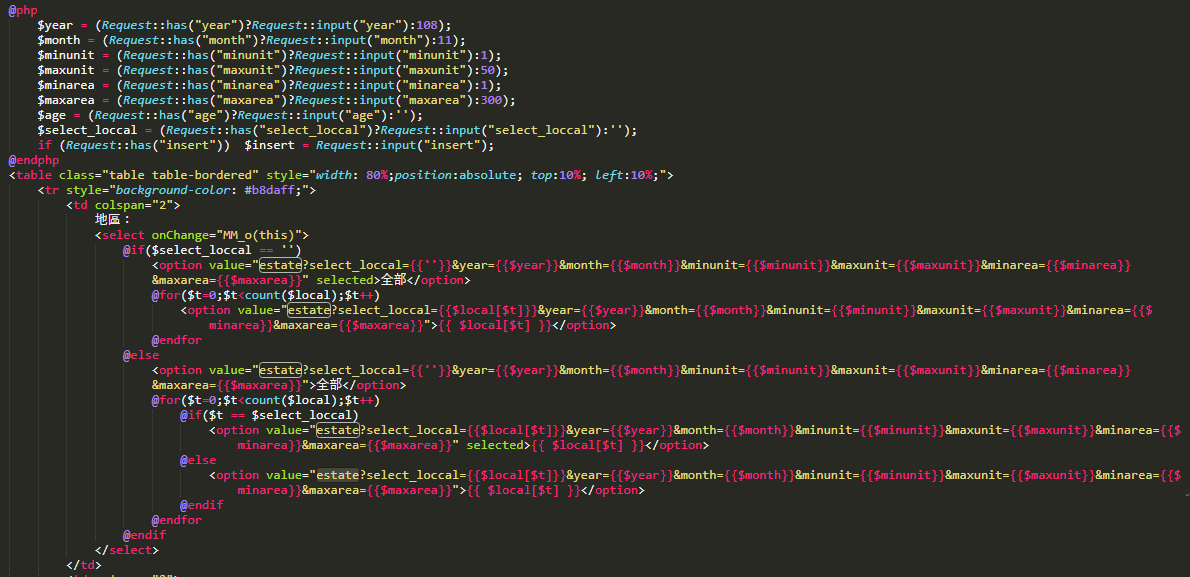 @php
$year = (Request::has("year")?Request::input("year"):108);
$month = (Request::has("month")?Request::input("month"):11);
$minunit = (Request::has("minunit")?Request::input("minunit"):1);
$maxunit = (Request::has("maxunit")?Request::input("maxunit"):50);
$minarea = (Request::has("minarea")?Request::input("minarea"):1);
$maxarea = (Request::has("maxarea")?Request::input("maxarea"):300);
$age = (Request::has("age")?Request::input("age"):'');
$select_loccal = (Request::has("select_loccal")?Request::input("select_loccal"):'');
if (Request::has("insert"))  $insert = Request::input("insert");
@endphp
<table class="table table-bordered" style="width: 80%;position:absolute; top:10%; left:10%;">
<tr style="background-color: #b8daff;">
<td colspan="2">
地區：
<select onChange="MM_o(this)">
@if($select_loccal == '')
<option value="estate?select_loccal={{''}}&year={{$year}}&month={{$month}}&minunit={{$minunit}}&maxunit={{$maxunit}}&minarea={{$minarea}}
&maxarea={{$maxarea}}" selected>全部</option>
@for($t=0;$t<count($local);$t++)
<option value="estate?select_loccal={{$local[$t]}}&year={{$year}}&month={{$month}}&minunit={{$minunit}}&maxunit={{$maxunit}}&minarea={{$
minarea}}&maxarea={{$maxarea}}">{{ $local[$t] }}</option>
@endfor
@else
<option value="estate?select_loccal={{''}}&year={{$year}}&month={{$month}}&minunit={{$minunit}}&maxunit={{$maxunit}}&minarea={{$minarea}}
&maxarea={{$maxarea}}">全部</option>
@for($t=0;$t<count($local);$t++)
@if($t == $select_loccal)
<option value="estate?select_loccal={{$local[$t]}}&year={{$year}}&month={{$month}}&minunit={{$minunit}}&maxunit={{$maxunit}}&minarea={{$
minarea}}&maxarea={{$maxarea}}" selected>{{ $local[$t] }}</option>
@else
<option value="estate?select_loccal={{$local[$t]}}&year={{$year}}&month={{$month}}&minunit={{$minunit}}&maxunit={{$maxunit}}&minarea={{$
minarea}}&maxarea={{$maxarea}}">{{ $local[$t] }}</option>
@endif
@endfor
@endif
</select>
</td>